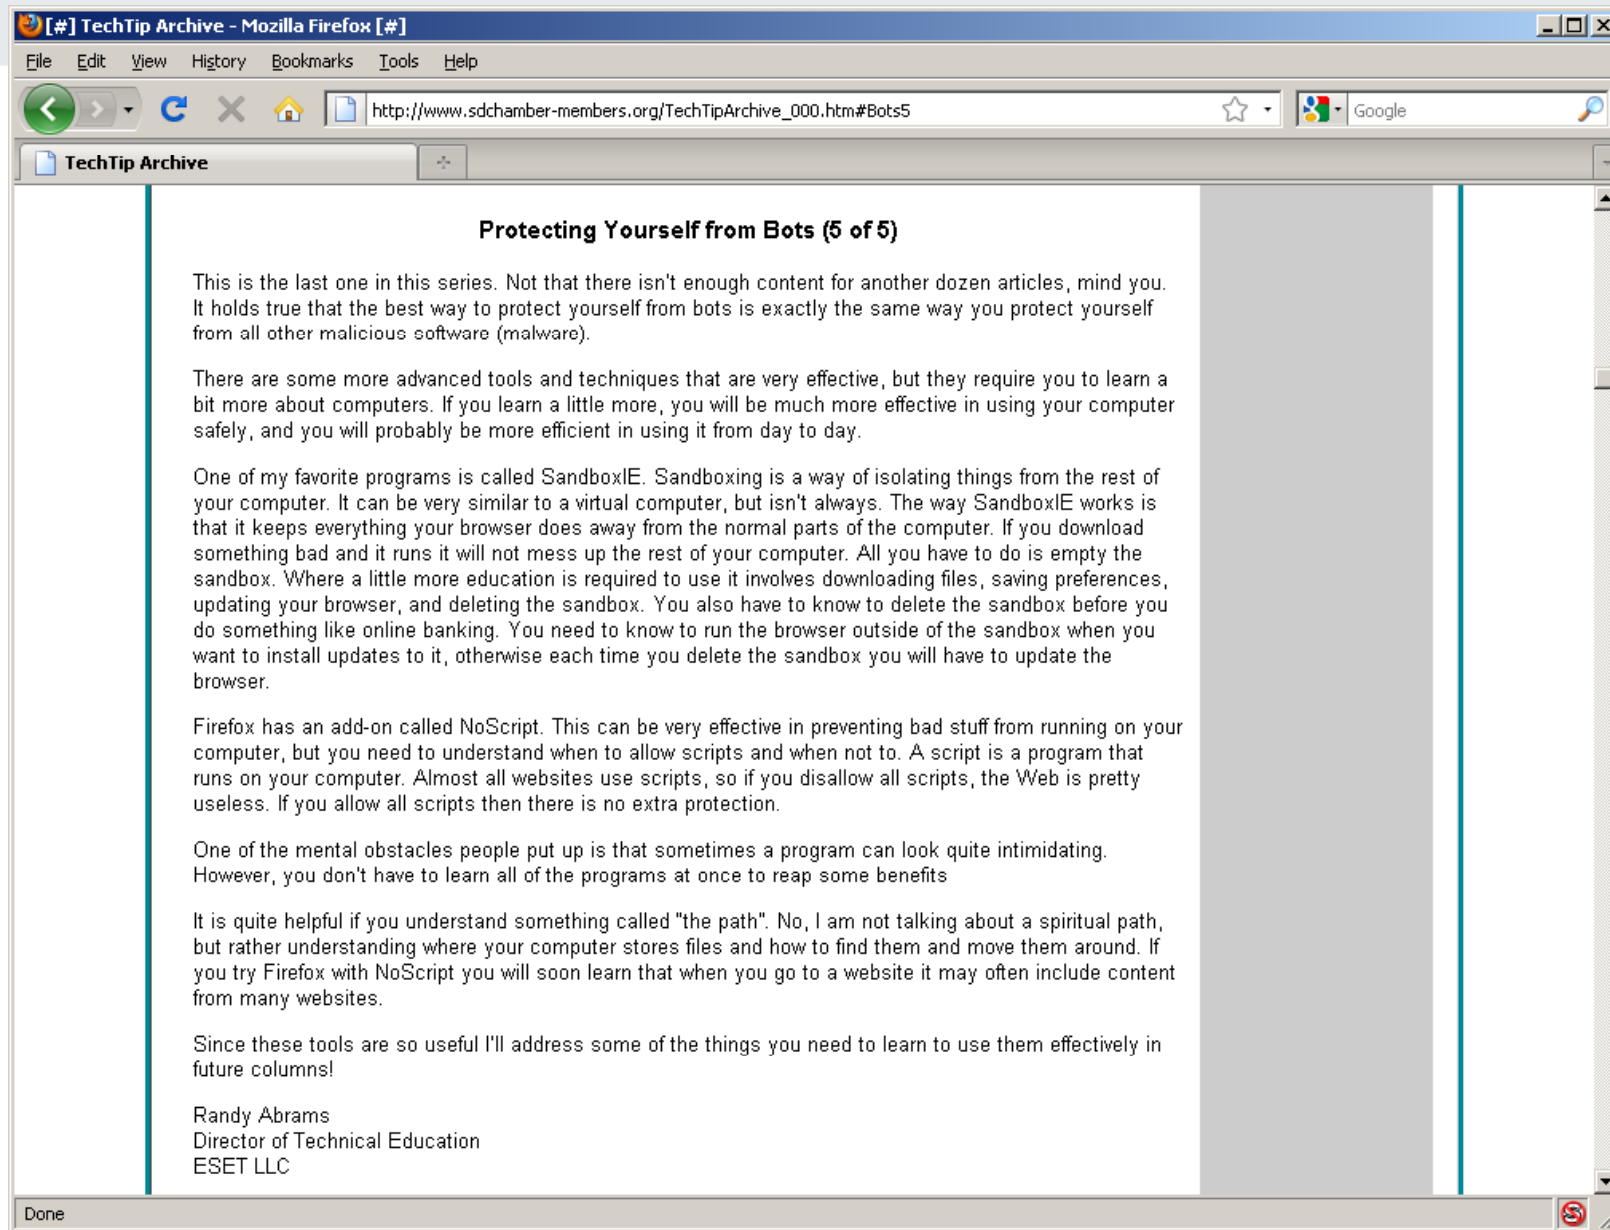 [#] TechTip Archive - Mozilla Firefox [#]
File Edit View History Bookmarks Tools Help
http://www.sdchamber-members.org/TechTipArchive_000.htm#Bots5
Google
TechTip Archive
Protecting Yourself from Bots (5 of 5)
This is the last one in this series. Not that there isn't enough content for another dozen articles, mind you.
It holds true that the best way to protect yourself from bots is exactly the same way you protect yourself
from all other malicious software (malware).
There are some more advanced tools and techniques that are very effective, but they require you to learn a
bit more about computers. If you learn a little more, you will be much more effective in using your computer
safely, and you will probably be more efficient in using it from day to day.
One of my favorite programs is called SandboxIE. Sandboxing is a way of isolating things from the rest of
your computer. It can be very similar to a virtual computer, but isn't always. The way SandboxIE works is
that it keeps everything your browser does away from the normal parts of the computer. If you download
something bad and it runs it will not mess up the rest of your computer. All you have to do is empty the
sandbox. Where a little more education is required to use it involves downloading files, saving preferences,
updating your browser, and deleting the sandbox. You also have to know to delete the sandbox before you
do something like online banking. You need to know to run the browser outside of the sandbox when you
want to install updates to it, otherwise each time you delete the sandbox you will have to update the
browser.
Firefox has an add-on called NoScript. This can be very effective in preventing bad stuff from running on your
computer, but you need to understand when to allow scripts and when not to. A script is a program that
runs on your computer. Almost all websites use scripts, so if you disallow all scripts, the Web is pretty
useless. If you allow all scripts then there is no extra protection.
One of the mental obstacles people put up is that sometimes a program can look quite intimidating.
However, you don't have to learn all of the programs at once to reap some benefits
It is quite helpful if you understand something called "the path". No, I am not talking about a spiritual path,
but rather understanding where your computer stores files and how to find them and move them around. If
you try Firefox with NoScript you will soon learn that when you go to a website it may often include content
from many websites.
Since these tools are so useful I'll address some of the things you need to learn to use them effectively in
future columns!
Randy Abrams
Director of Technical Education
ESET LLC
Done